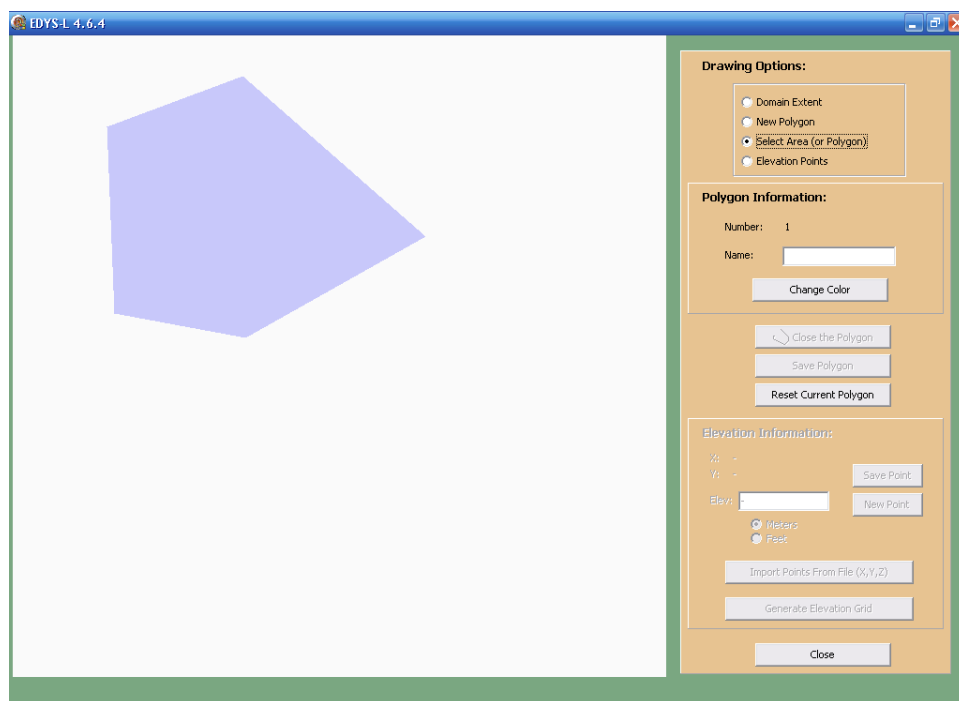 EDYS-L 4.6.4
Drawing Options:
Domain Extent
New Polygon
Select Area (or Polygon)
Elevation Points
Polygon Information:
Number: 1
Name:
Change Color
Close the Polygon
Save Polygon
Reset Current Polygon
Elevation Information:
X: -
Y: -
Save Point
Elev: -
New Point
Meters
Feet
Import Points From File (X,Y,Z)
Generate Elevation Grid
Close